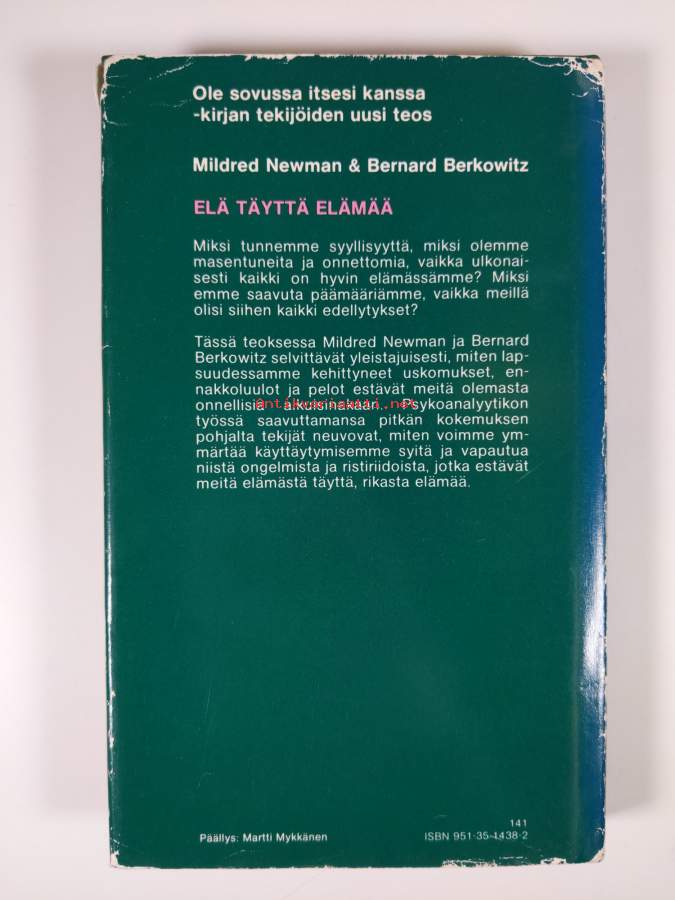 Ole sovussa itsesi kanssa
-kirjan tekijöiden uusi teos
Mildred Newman & Bernard Berkowitz
ELÄ TÄYTTÄ ELÄMÄÄ
Miksi tunnemme syyllisyyttä, miksi olemme
masentuneita ja onnettomia, vaikka ulkonai-
sesti kaikki on hyvin elämässämme? Miksi
emme saavuta päämääriämme, vaikka meillä
olisi siihen kaikki edellytykset?
Tässä teoksessa Mildred Newman ja Bernard
Berkowitz selvittävät yleistajuisesti, miten lap-
suudessamme kehittyneet uskomukset, en-
nakkoluulot ja pelot estävät meitä olemasta
onnellisia aikuisinakaan. Psykoanalyytikon
antikvariaatti.net
työssä saavuttamansa pitkän kokemuksen
pohjalta tekijät neuvovat, miten voimme ym-
märtää käyttäytymisemme syitä ja vapautua
niistä ongelmista ja ristiriidoista, jotka estävät
meitä elämästä täyttä, rikasta elämää.
141
Päällys: Martti Mykkänen
ISBN 951-35-1438-2